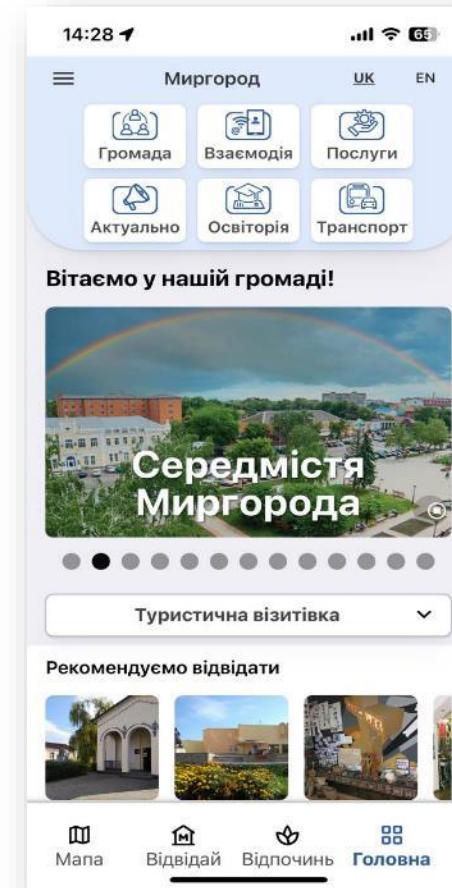 14:28
65
Миргород
UK
EN
Громада
Взаємодія
Послуги
Актуально
Освіторія
Транспорт
Вітаємо у нашій громаді!
Середмістя
Миргорода
Туристична візитівка
Рекомендуємо відвідати
Мапа
Відвідай
Відпочинь
Головна